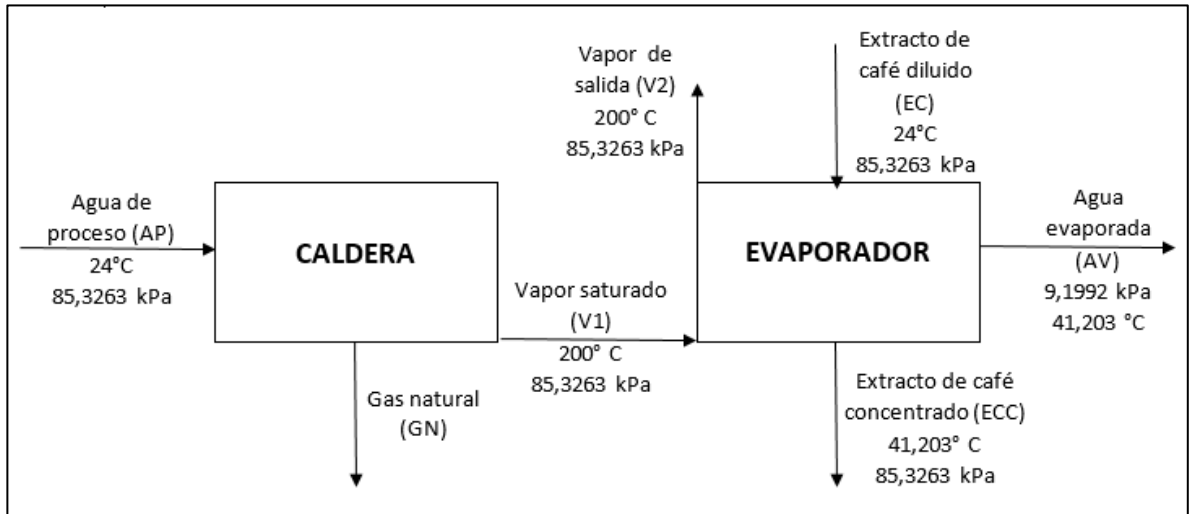 Agua de
proceso (AP)
24°C
85,3263 kPa
CALDERA
Gas natural
(GN)
Vapor saturado
(V1)
200° C
85,3263 kPa
Vapor de
salida (V2)
200° C
85,3263 kPa
Extracto de
café diluido
(EC)
24°C
85,3263 kPa
EVAPORADOR
Agua
evaporada
(AV)
9,1992 kPa
41,203 °C
Extracto de café
concentrado (ECC)
41,203° C
85,3263 kPa